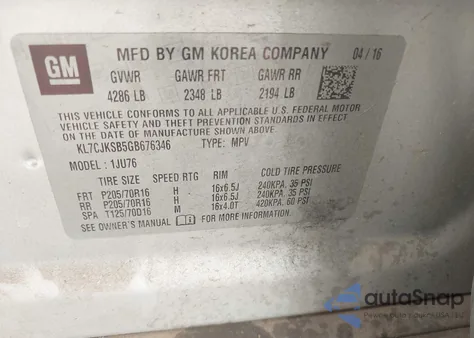 GM
MFD BY GM KOREA COMPANY 04 / 16
GVWR GAWR FRT GAWR RR
4286 LB 2348 LB 2194 LB
THIS VEHICLE CONFORMS TO ALL APPLICABLE U.S. FEDERAL MOTOR
VEHICLE SAFETY, BUMPER, AND THEFT PREVENTION STANDARDS IN
EFFECT ON THE DATE OF MANUFACTURE SHOWN ABOVE.
KL7CJKSB5GB676346 TYPE: MPV
MODEL : 1JU76
TIRE SIZE SPEED RTG RIM COLD TIRE PRESSURE
FRT P205/70R16 H 16x6.5J 240KPA, 35 PSI
RR P205/70R16 H 16x6.5J 240KPA, 35 PSI
SPA T125/70D16 M 16x4.0T 420KPA, 60 PSI
SEE OWNER'S MANUAL FOR MORE INFORMATION.
autoSnap